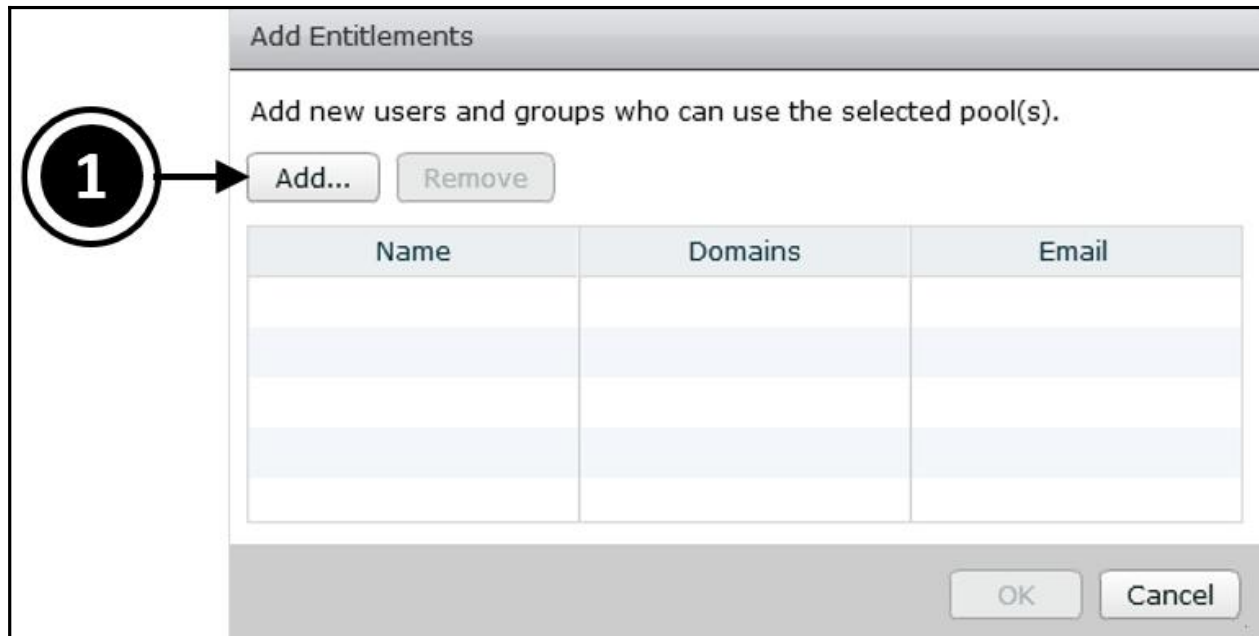 Add Entitlements
Add new users and groups who can use the selected pool(s).
1
Add... Remove
Name Domains Email
OK Cancel